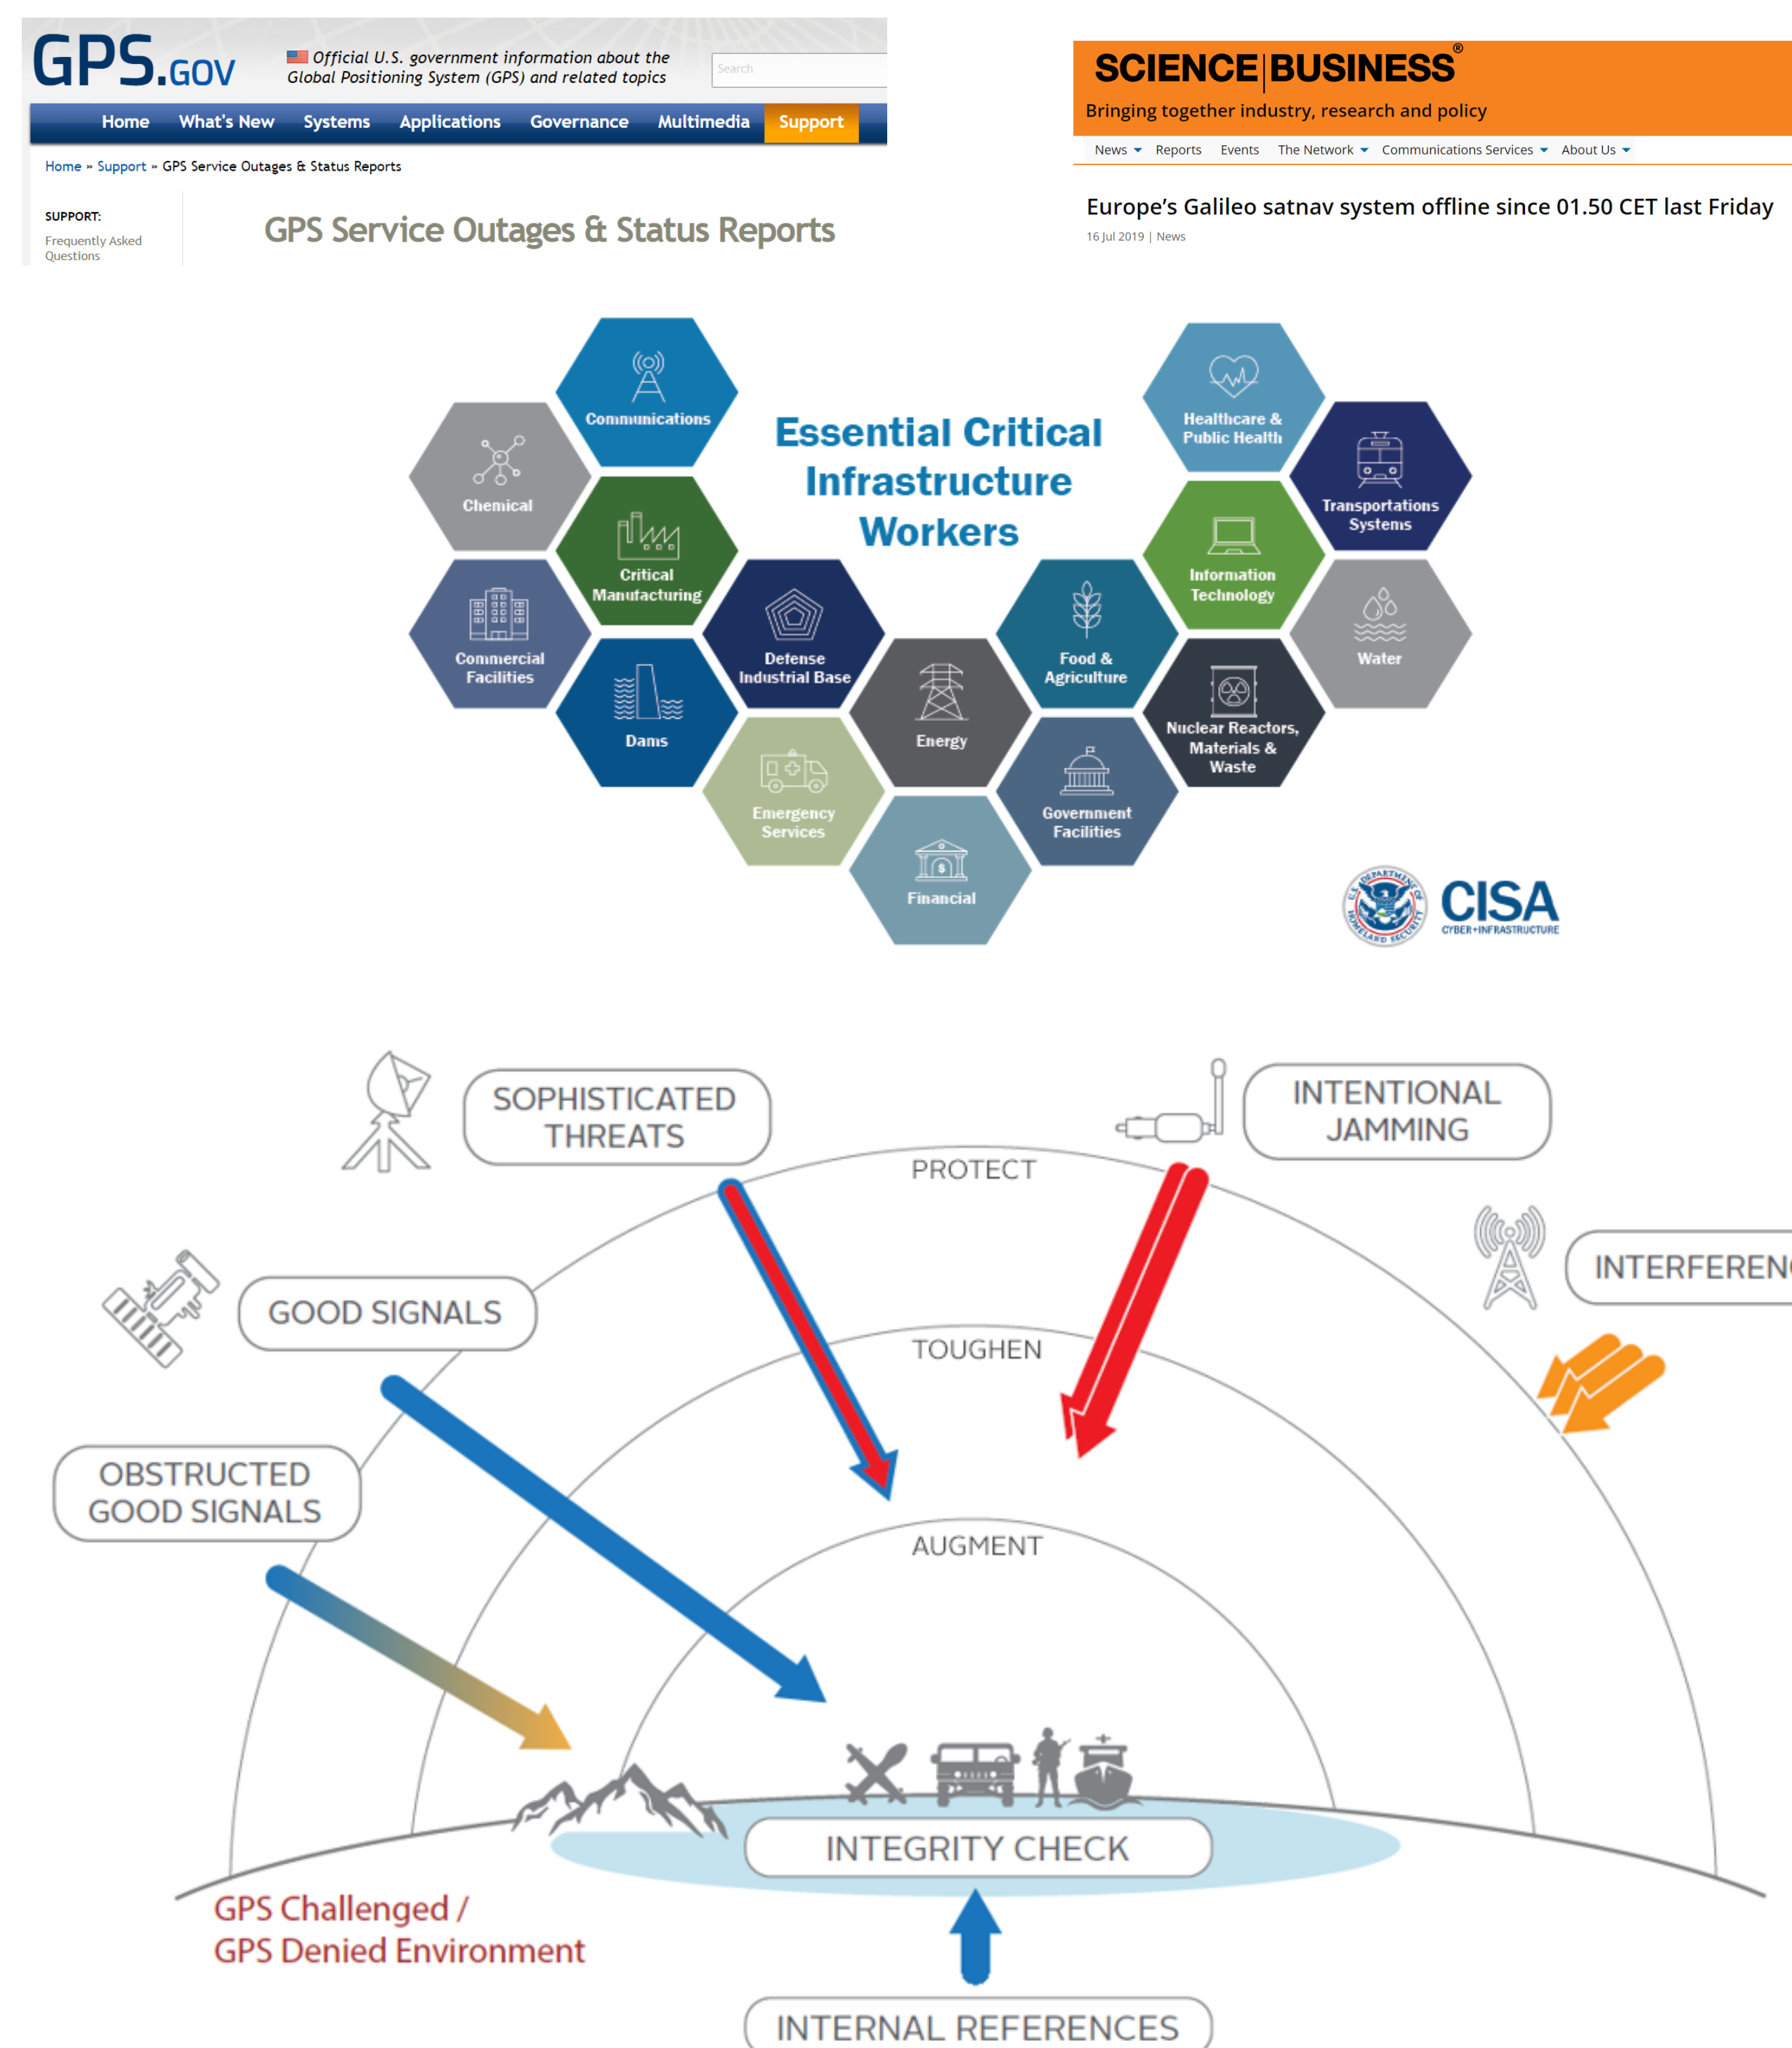 GPS.GOV
Official U.S. government information about the
Global Positioning System (GPS) and related topics
Search
Home What's New Systems Applications Governance Multimedia Support
Home » Support » GPS Service Outages & Status Reports
SUPPORT:
Frequently Asked
Questions
GPS Service Outages & Status Reports
SCIENCE|BUSINESS®
Bringing together industry, research and policy
News Reports Events The Network Communications Services About Us
Europe's Galileo satnav system offline since 01.50 CET last Friday
16 Jul 2019 | News
Essential Critical
Infrastructure
Workers
Communications
Chemical
Critical
Manufacturing
Commercial
Facilities
Dams
Defense
Industrial Base
Emergency
Services
Energy
Financial
Food &
Agriculture
Government
Facilities
Healthcare &
Public Health
Information
Technology
Nuclear Reactors,
Materials &
Waste
Transportations
Systems
Water
U.S. DEPARTMENT OF
HOMELAND SECURITY
CISA
CYBER+INFRASTRUCTURE
SOPHISTICATED
THREATS
INTENTIONAL
JAMMING
PROTECT
INTERFEREN
GOOD SIGNALS
TOUGHEN
OBSTRUCTED
GOOD SIGNALS
AUGMENT
INTEGRITY CHECK
GPS Challenged /
GPS Denied Environment
INTERNAL REFERENCES